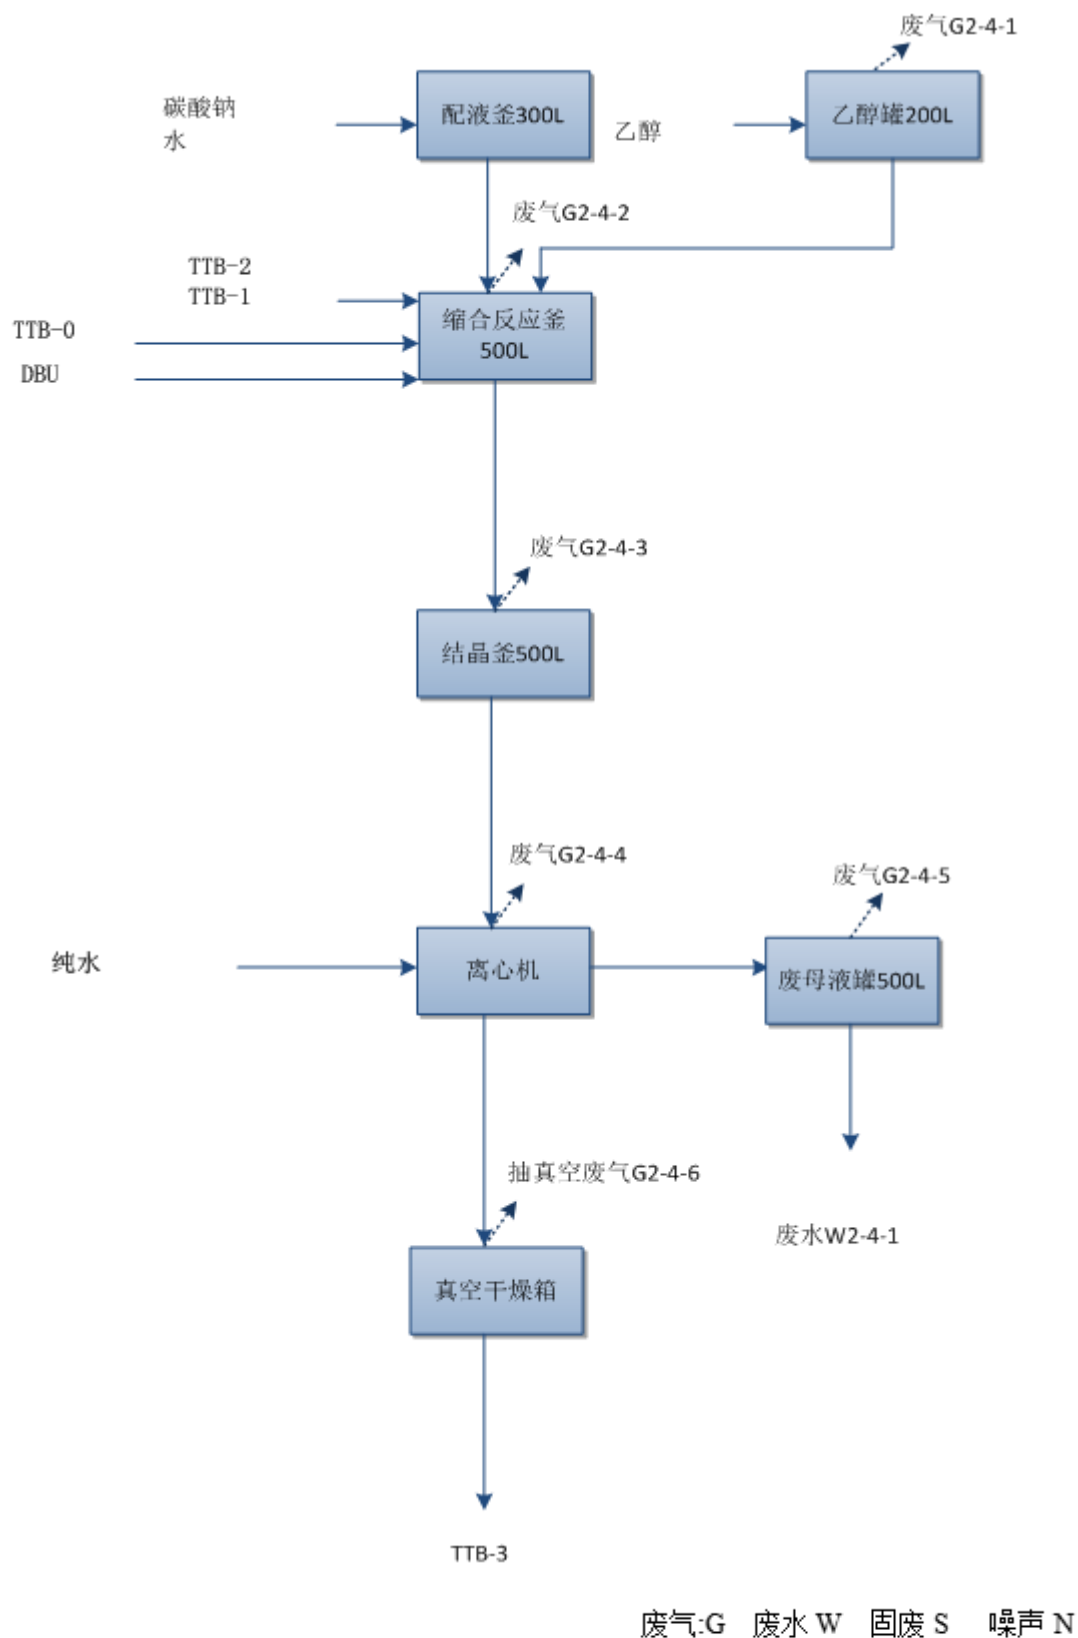 废气G2-4-1
碳酸钠
水
配液釜300L
乙醇
乙醇罐200L
废气G2-4-2
TTB-2
TTB-1
TTB-0
DBU
缩合反应釜
500L
废气G2-4-3
结晶釜500L
废气G2-4-4
废气G2-4-5
纯水
离心机
废母液罐500L
抽真空废气G2-4-6
废水W2-4-1
真空干燥箱
TTB-3
废气:G 废水 W 固废 S 噪声 N